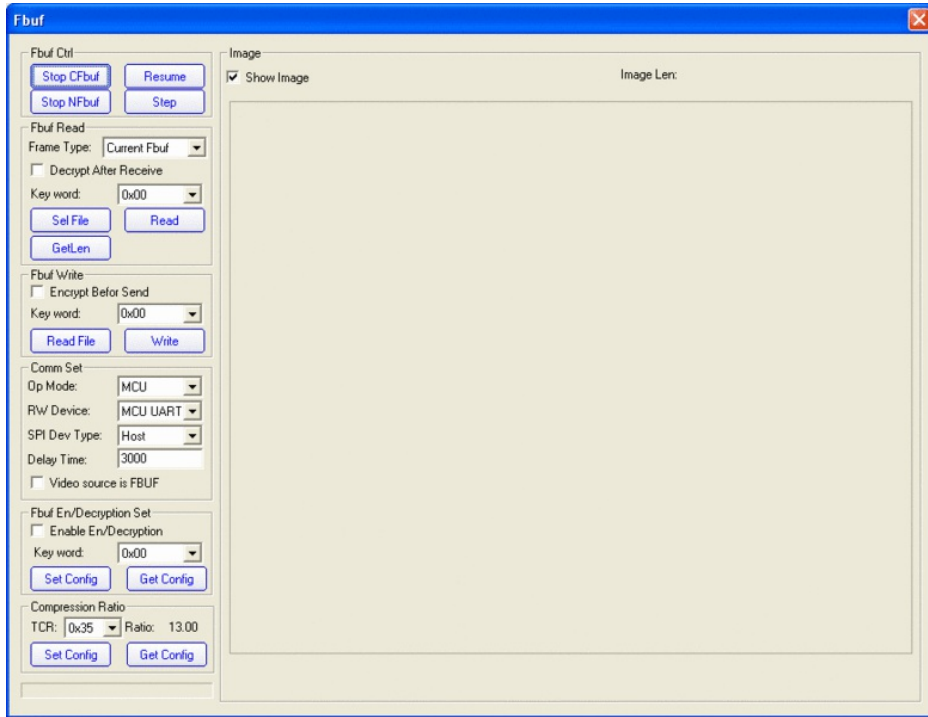 Fbuf
Fbuf Ctrl
Stop CFbuf Resume
Stop NFbuf Step
Fbuf Read
Frame Type: Current Fbuf
Decrypt After Receive
Key word: 0x00
Sel File Read
GetLen
Fbuf Write
Encrypt Befor Send
Key word: 0x00
Read File Write
Comm Set
Op Mode: MCU
RW Device: MCU UART
SPI Dev Type: Host
Delay Time: 3000
Video source is FBUF
Fbuf En/Decryption Set
Enable En/Decryption
Key word: 0x00
Set Config Get Config
Compression Ratio
TCR: 0x35 Ratio: 13.00
Set Config Get Config
Image
Show Image Image Len: